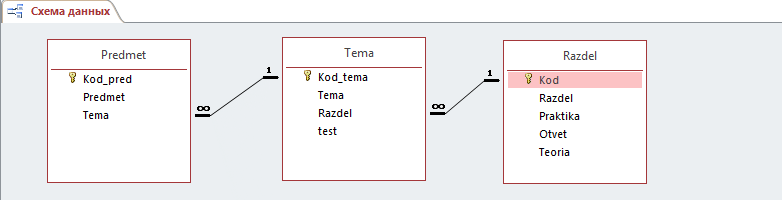 Схема данных
Predmet
Kod_pred
Predmet
Tema
∞
1
Tema
Kod_tema
Tema
Razdel
test
∞
1
Razdel
Kod
Razdel
Praktika
Otvet
Teoria